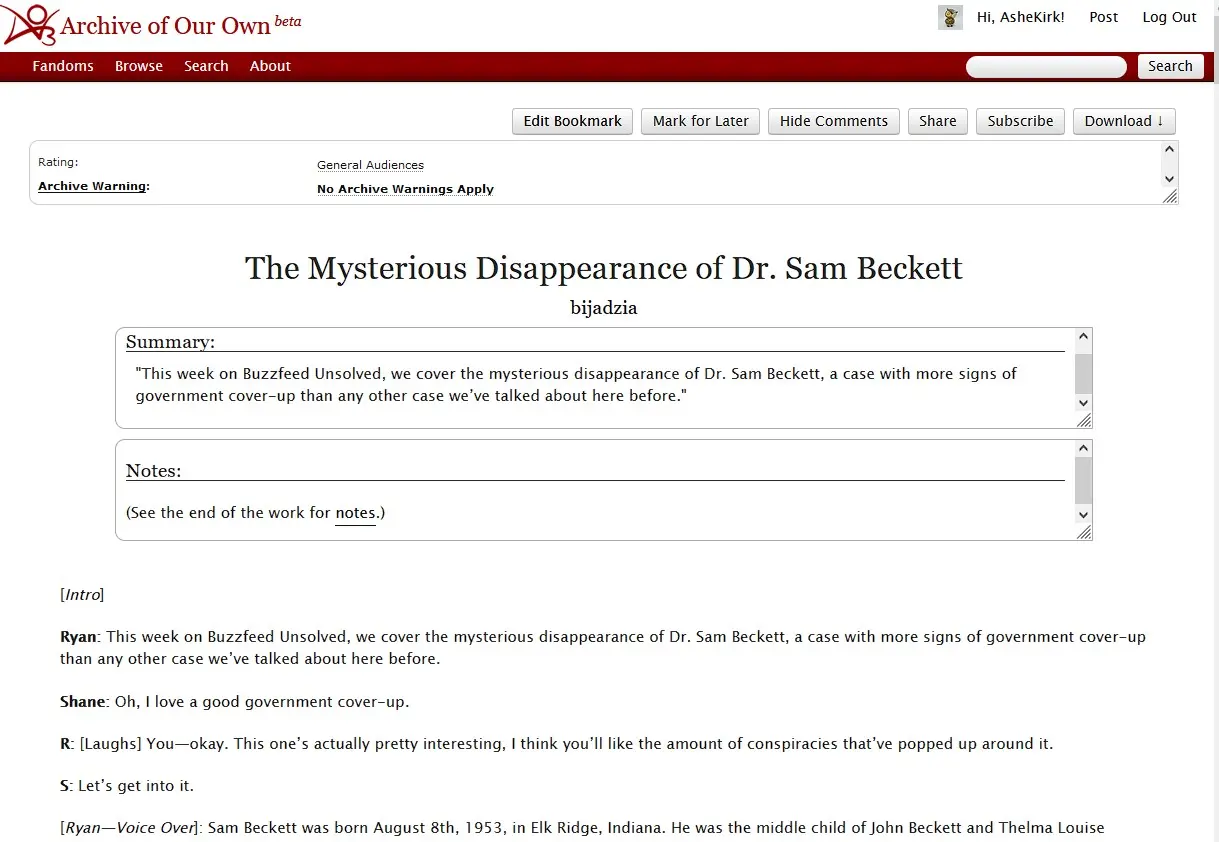 Archive of Our Own beta
Hi, AsheKirk! Post Log Out
Fandoms Browse Search About Search
Edit Bookmark Mark for Later Hide Comments Share Subscribe Download ↓
Rating: General Audiences
Archive Warning: No Archive Warnings Apply
The Mysterious Disappearance of Dr. Sam Beckett
bijadzia
Summary:
"This week on Buzzfeed Unsolved, we cover the mysterious disappearance of Dr. Sam Beckett, a case with more signs of
government cover-up than any other case we’ve talked about here before."
Notes:
(See the end of the work for notes.)
[Intro]
Ryan: This week on Buzzfeed Unsolved, we cover the mysterious disappearance of Dr. Sam Beckett, a case with more signs of government cover-up
than any other case we’ve talked about here before.
Shane: Oh, I love a good government cover-up.
R: [Laughs] You—okay. This one’s actually pretty interesting, I think you’ll like the amount of conspiracies that’ve popped up around it.
S: Let’s get into it.
[Ryan—Voice Over]: Sam Beckett was born August 8th, 1953, in Elk Ridge, Indiana. He was the middle child of John Beckett and Thelma Louise